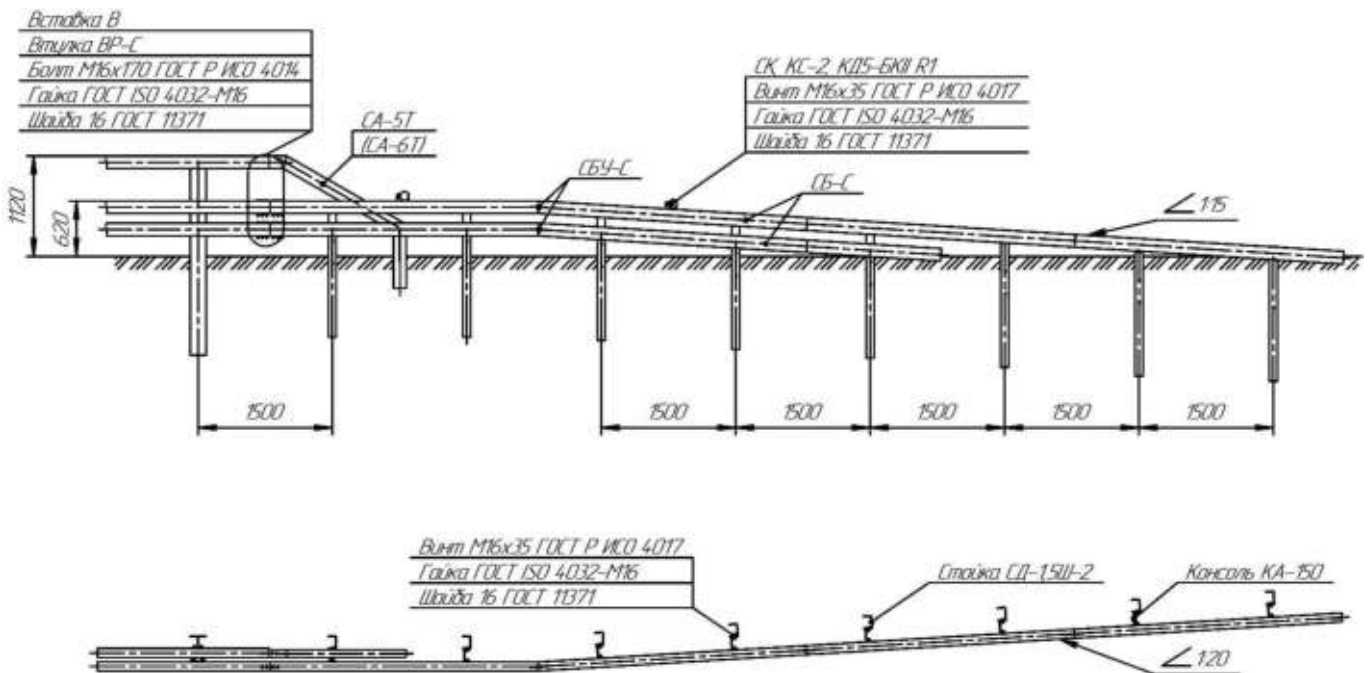 Вставка В
Втулка ВР-С
Болт М16х170 ГОСТ Р ИСО 4014
Гайка ГОСТ ISO 4032-М16
Шайба 16 ГОСТ 11371
СК, КС-2, КД5-БКII R1
Винт М16х35 ГОСТ Р ИСО 4017
Гайка ГОСТ ISO 4032-М16
Шайба 16 ГОСТ 11371
СА-5Т
(СА-6Т)
СБУ-С
СБ-С
1:15
1120
620
1500
1500
1500
1500
1500
1500
Винт М16х35 ГОСТ Р ИСО 4017
Гайка ГОСТ ISO 4032-М16
Шайба 16 ГОСТ 11371
Стойка СД-1,5Ш-2
Консоль КА-150
1:20